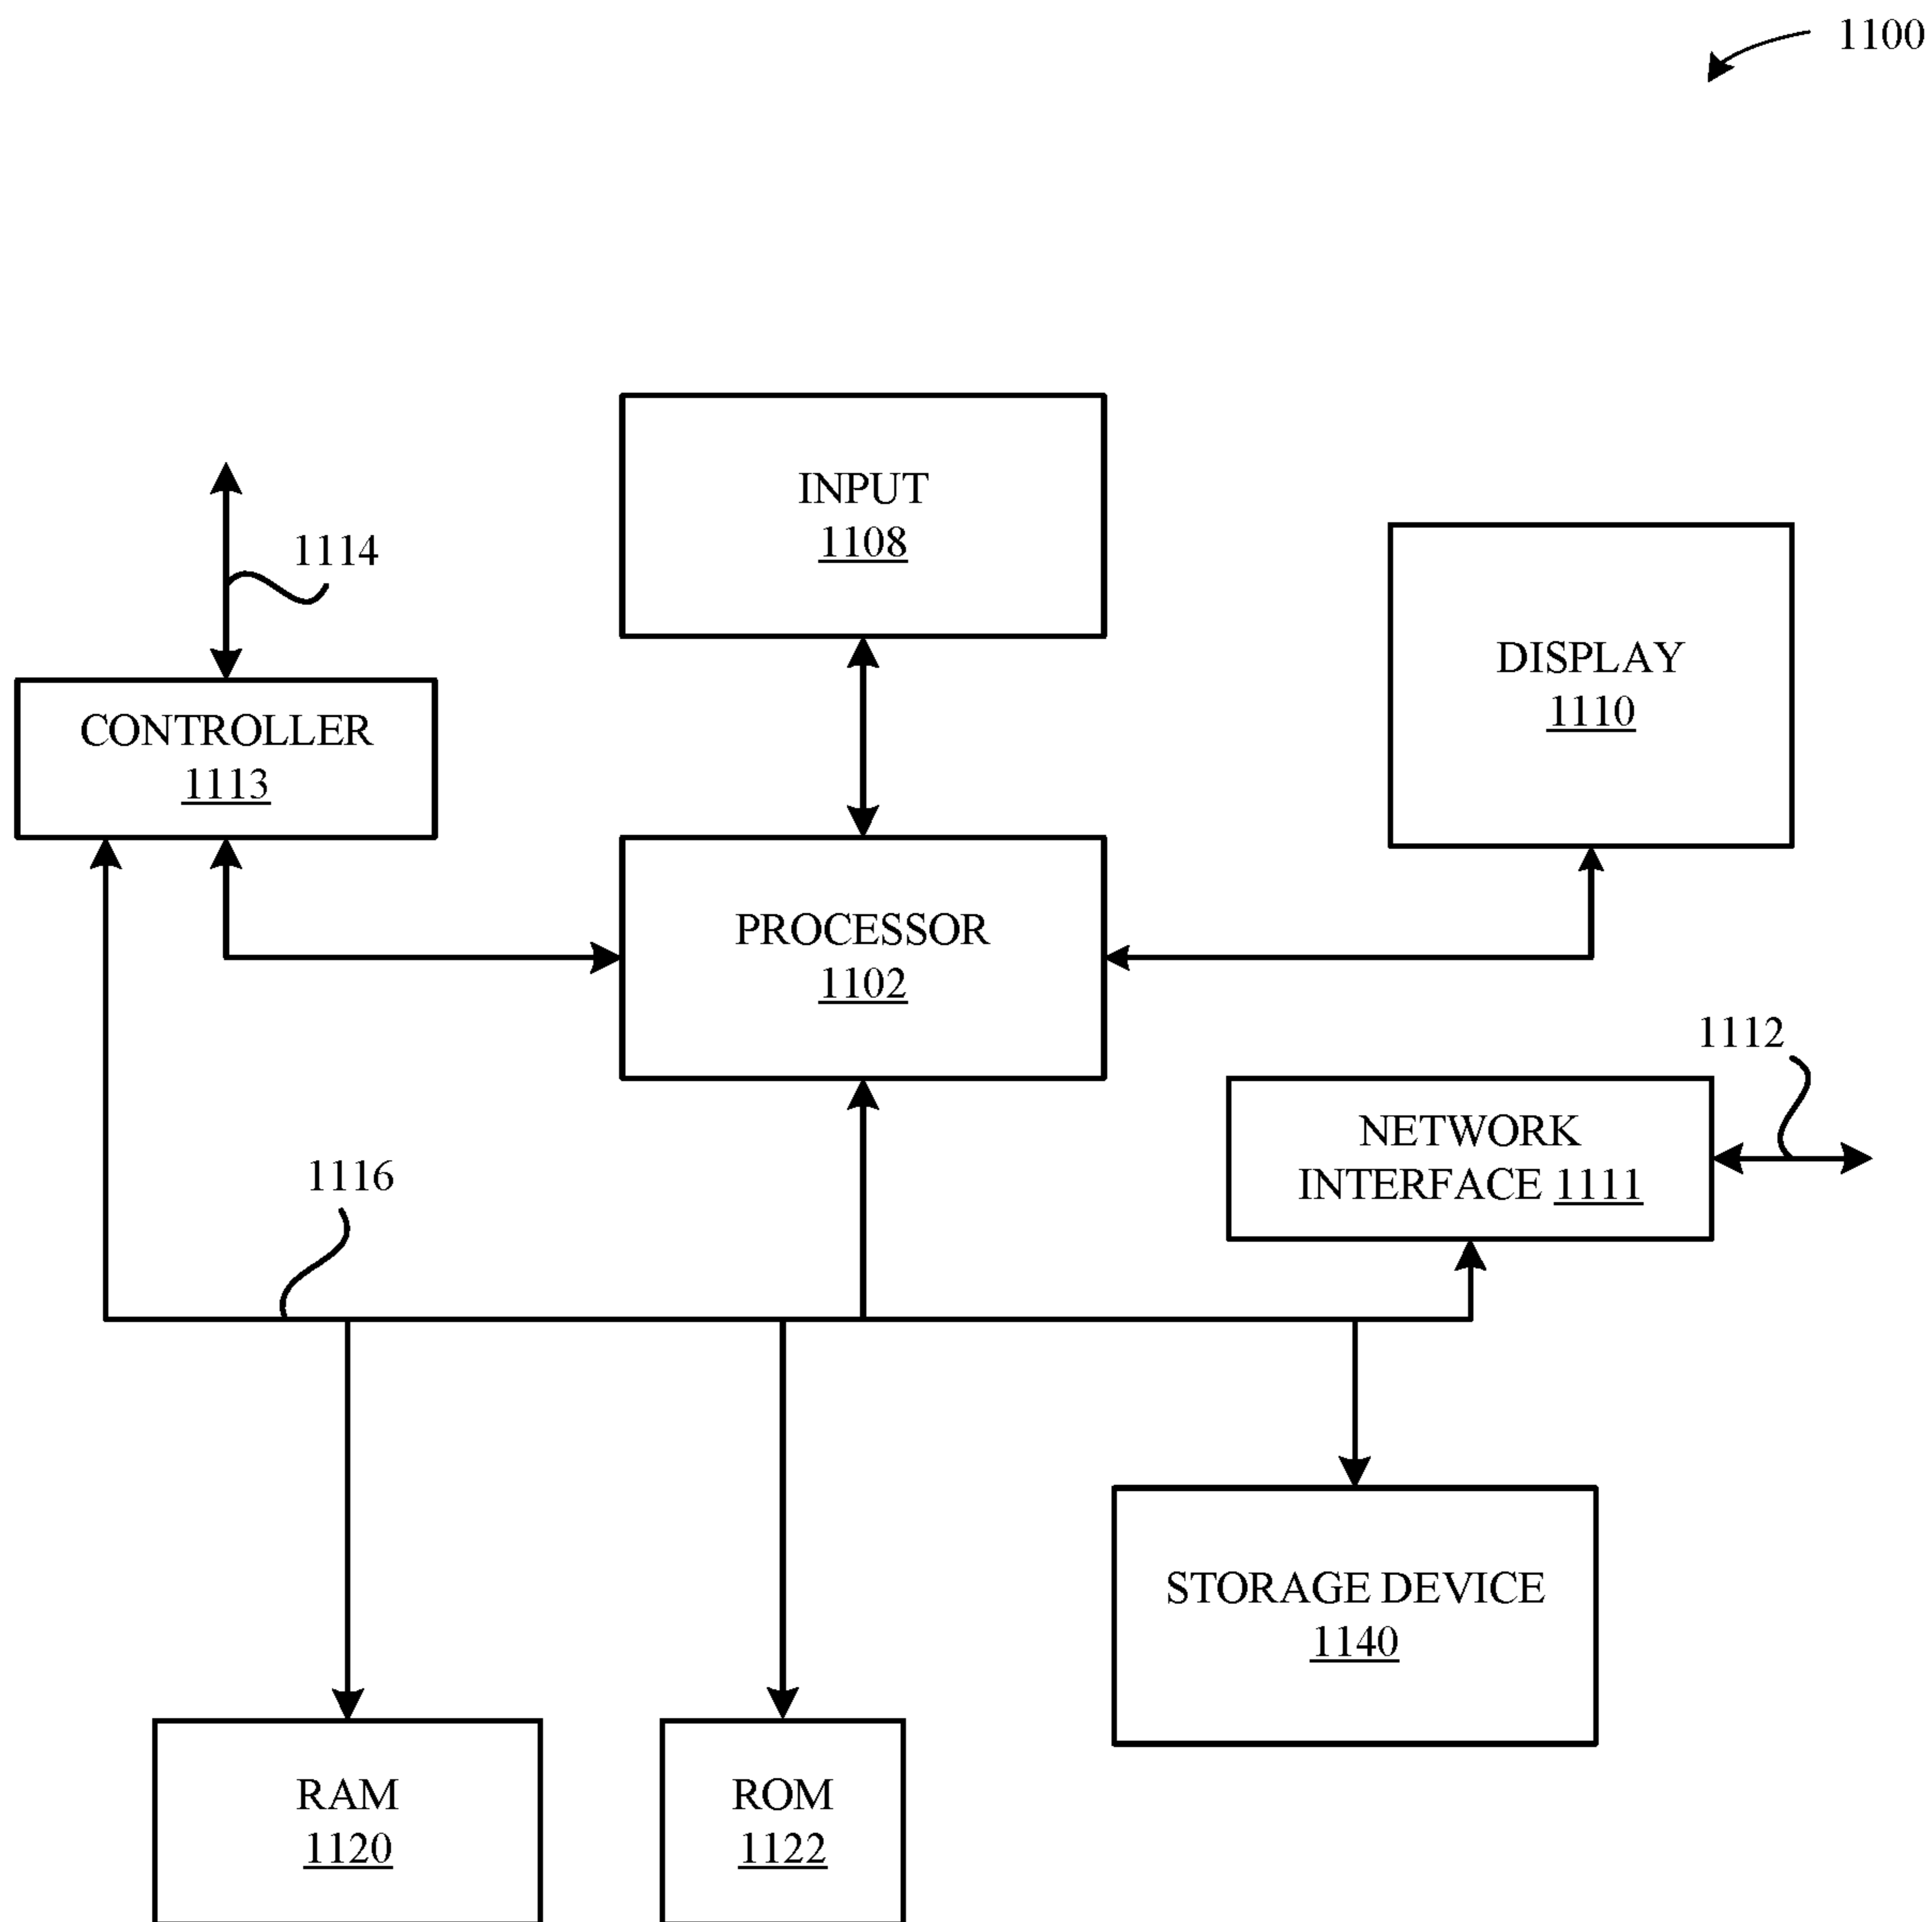 1100
INPUT
1108
1114
DISPLAY
1110
CONTROLLER
1113
PROCESSOR
1102
1112
NETWORK
INTERFACE 1111
1116
STORAGE DEVICE
1140
RAM
1120
ROM
1122